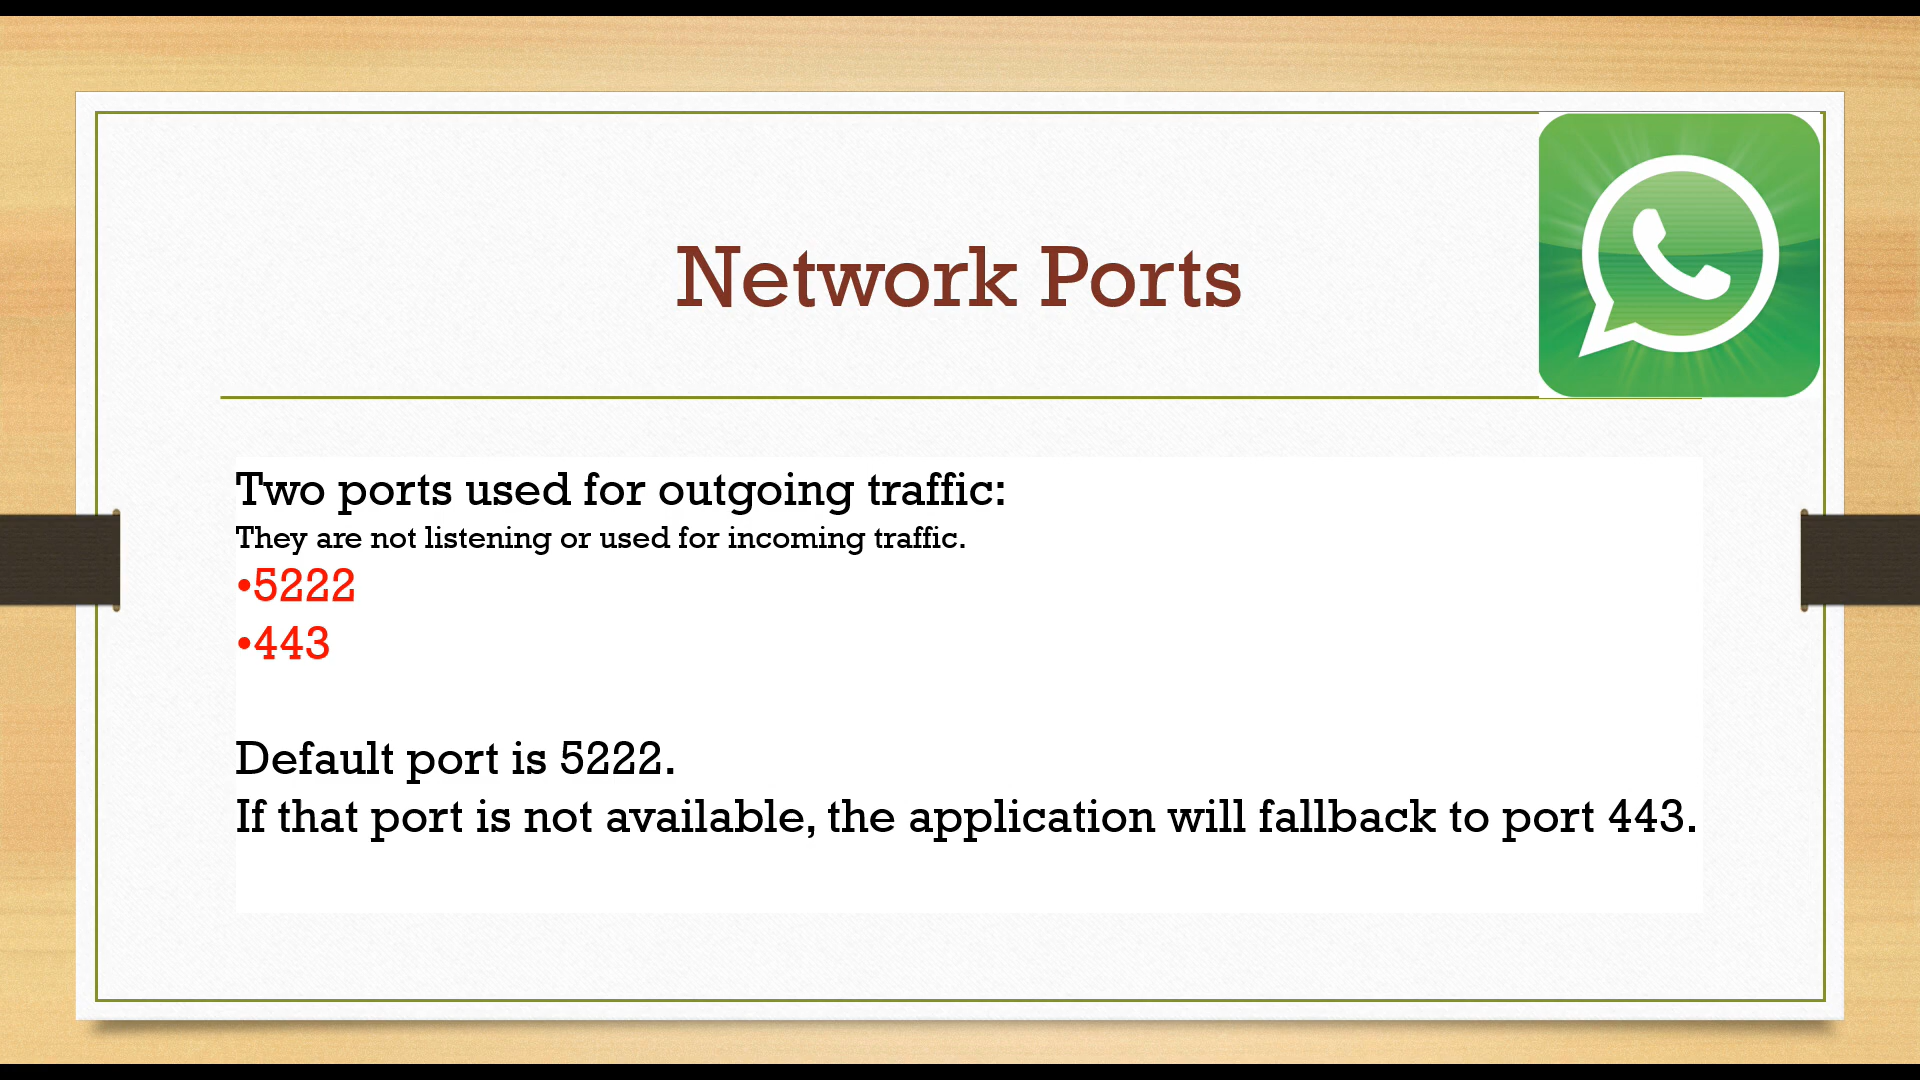 Network Ports
Two ports used for outgoing traffic:
They are not listening or used for incoming traffic.
•5222
•443
Default port is 5222.
If that port is not available, the application will fallback to port 443.